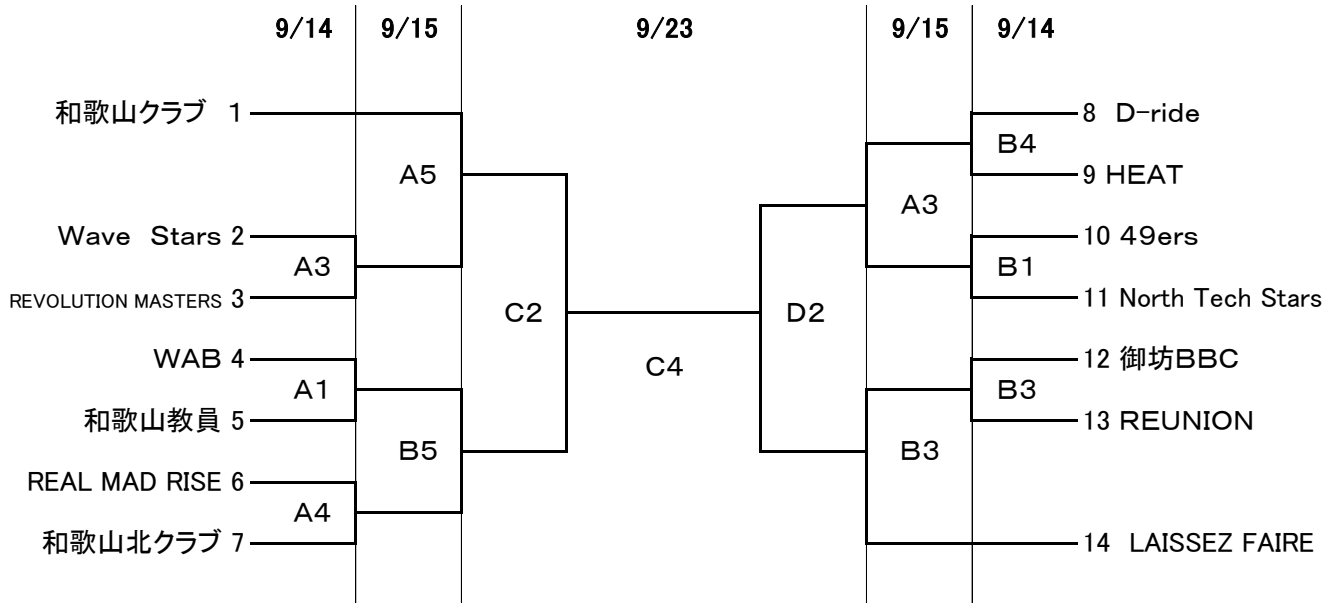 9/14 9/15 9/23 9/15 9/14
和歌山クラブ 1
8 D-ride
B4
A5
9 HEAT
A3
Wave Stars 2
10 49ers
A3
B1
REVOLUTION MASTERS 3
11 North Tech Stars
C2
D2
WAB 4
12 御坊BBC
C4
A1
B3
和歌山教員 5
13 REUNION
B5
B3
REAL MAD RISE 6
A4
和歌山北クラブ 7
14 LAISSEZ FAIRE